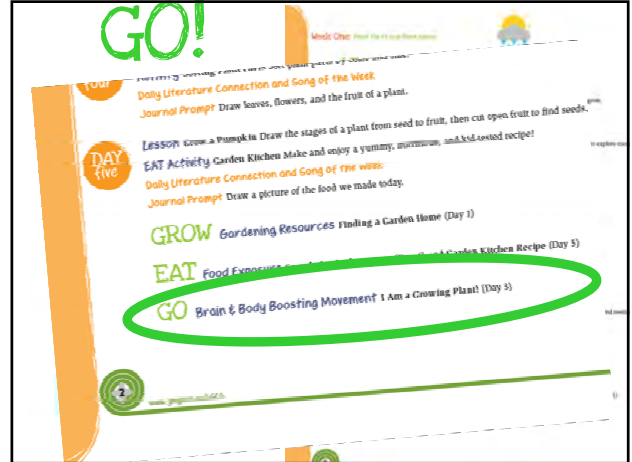 GO!
Week One:
four
Daily Literature Connection and Song of the Week
Journal Prompt Draw leaves, flowers, and the fruit of a plant.
DAY five
Lesson Grow a Pumpkin Draw the stages of a plant from seed to fruit, then cut open fruit to find seeds.
EAT Activity Garden Kitchen Make and enjoy a yummy, nutritious, and kid-tested recipe!
Daily Literature Connection and Song of the Week
Journal Prompt Draw a picture of the food we made today.
GROW Gardening Resources Finding a Garden Home (Day 1)
EAT Food Exposure and Garden Kitchen Recipe (Day 5)
GO Brain & Body Boosting Movement I Am a Growing Plant! (Day 3)
2